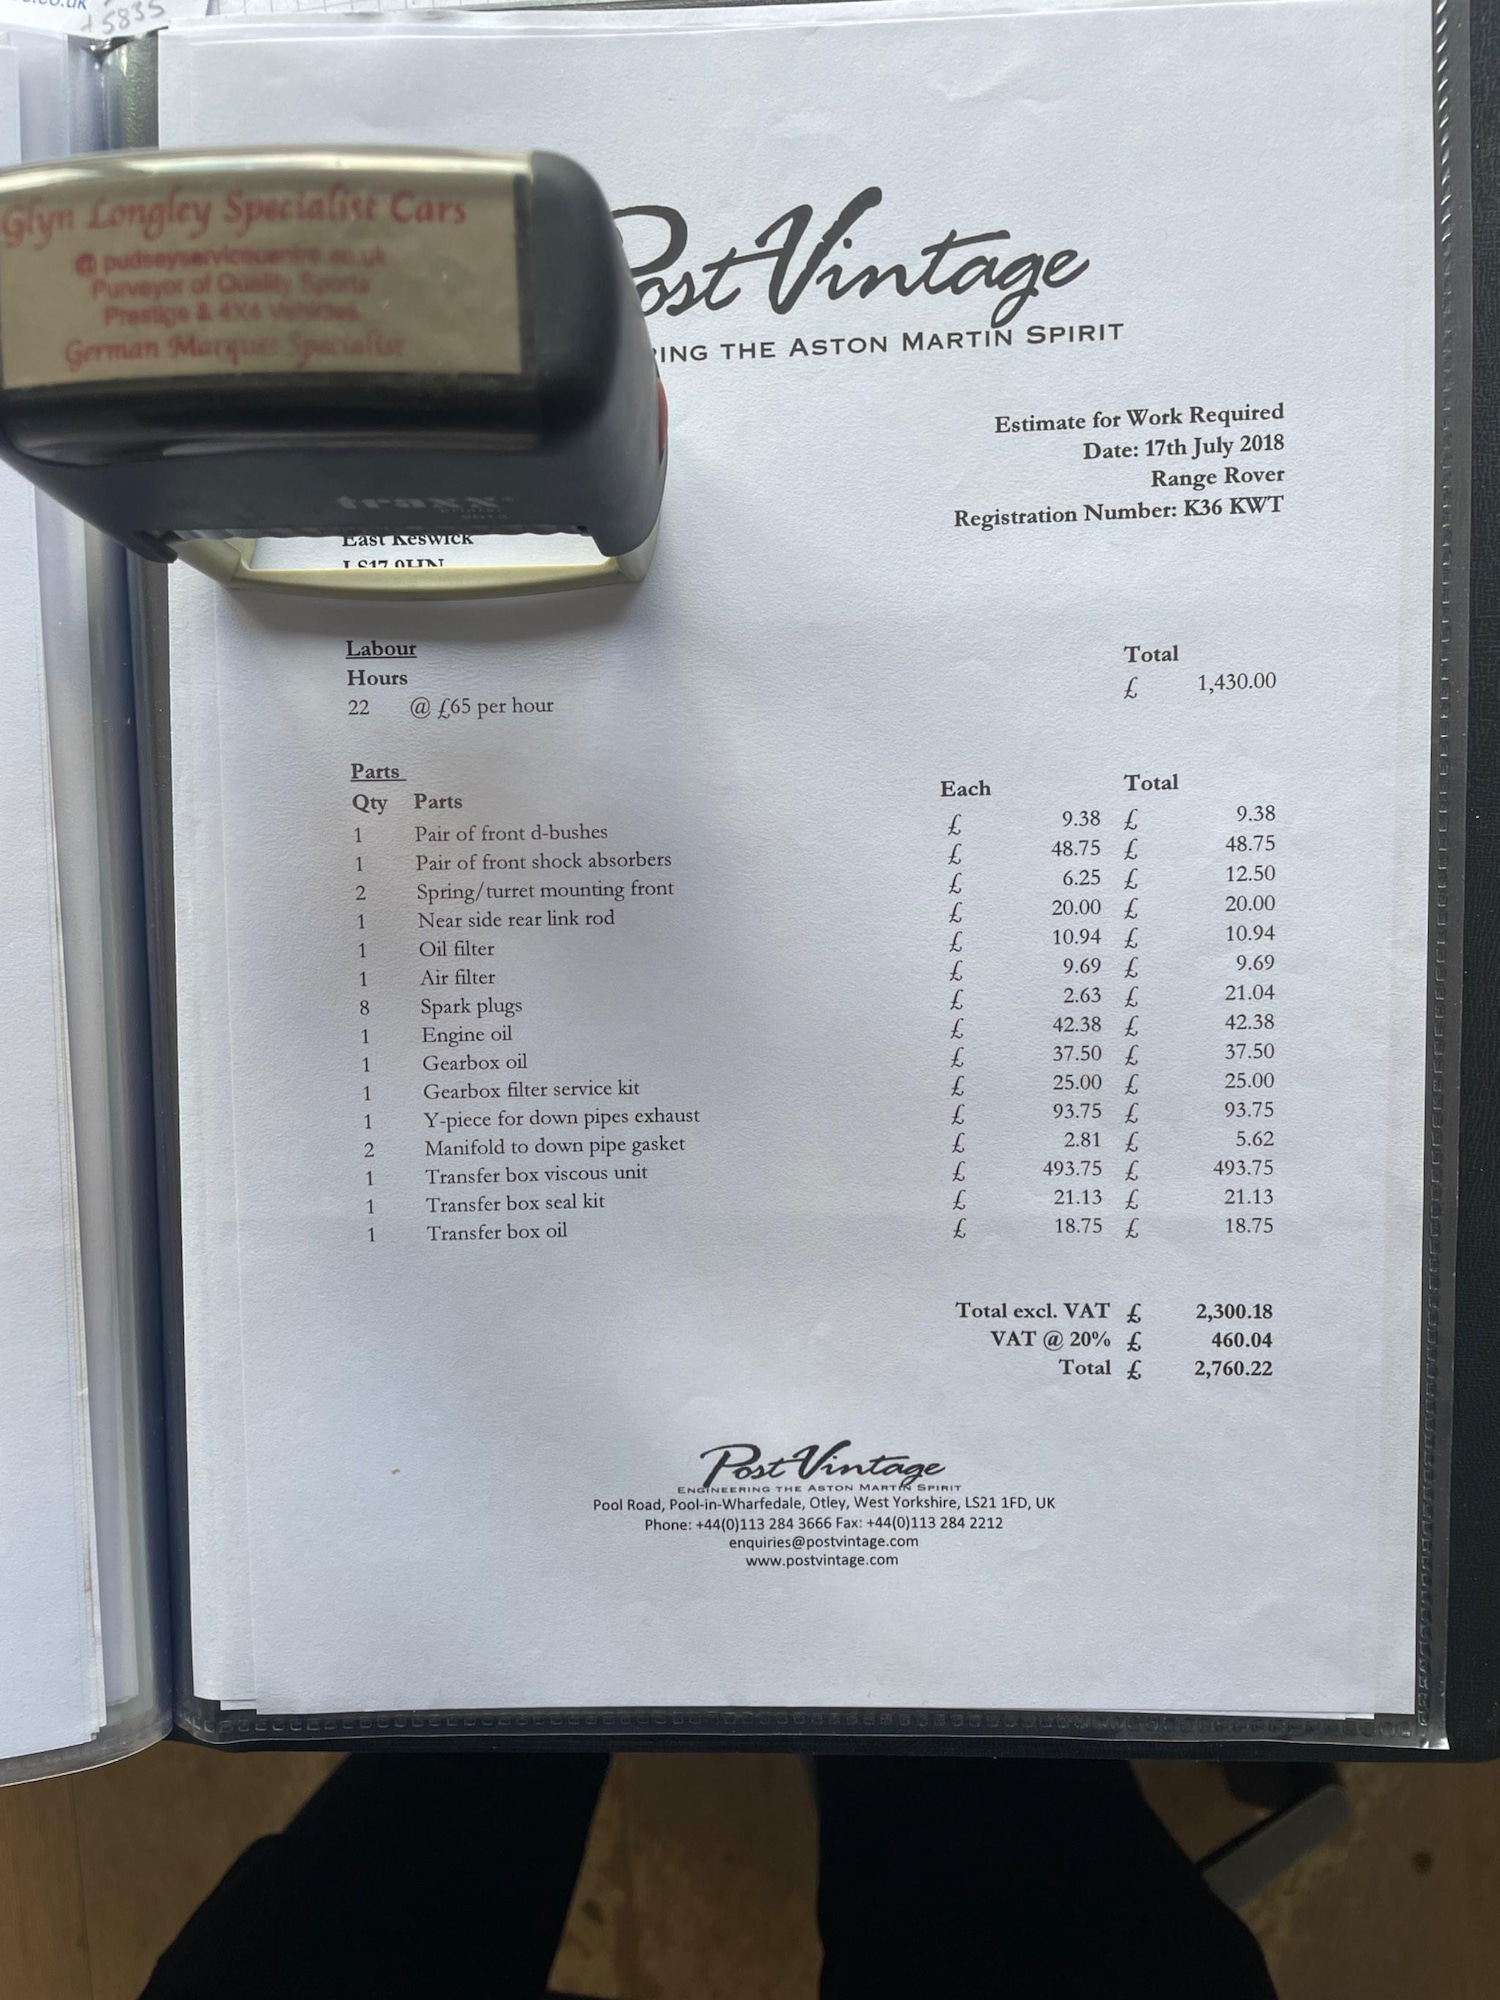 5835
Glyn Longley Specialist Cars
@ pudseyservicecentre.co.uk
Purveyor of Quality Sports
Prestige & 4X4 Vehicles
German Marques Specialist
traxx
Post Vintage
ING THE ASTON MARTIN SPIRIT
Estimate for Work Required
Date: 17th July 2018
Range Rover
Registration Number: K36 KWT
East Keswick
LS17
Labour Total
Hours
22 @ £65 per hour £ 1,430.00
Parts
Qty Parts Each Total
1 Pair of front d-bushes £ 9.38 £ 9.38
1 Pair of front shock absorbers £ 48.75 £ 48.75
2 Spring/turret mounting front £ 6.25 £ 12.50
1 Near side rear link rod £ 20.00 £ 20.00
1 Oil filter £ 10.94 £ 10.94
1 Air filter £ 9.69 £ 9.69
8 Spark plugs £ 2.63 £ 21.04
1 Engine oil £ 42.38 £ 42.38
1 Gearbox oil £ 37.50 £ 37.50
1 Gearbox filter service kit £ 25.00 £ 25.00
1 Y-piece for down pipes exhaust £ 93.75 £ 93.75
2 Manifold to down pipe gasket £ 2.81 £ 5.62
1 Transfer box viscous unit £ 493.75 £ 493.75
1 Transfer box seal kit £ 21.13 £ 21.13
1 Transfer box oil £ 18.75 £ 18.75
Total excl. VAT £ 2,300.18
VAT @ 20% £ 460.04
Total £ 2,760.22
Post Vintage
ENGINEERING THE ASTON MARTIN SPIRIT
Pool Road, Pool-in-Wharfedale, Otley, West Yorkshire, LS21 1FD, UK
Phone: +44(0)113 284 3666 Fax: +44(0)113 284 2212
enquiries@postvintage.com
www.postvintage.com